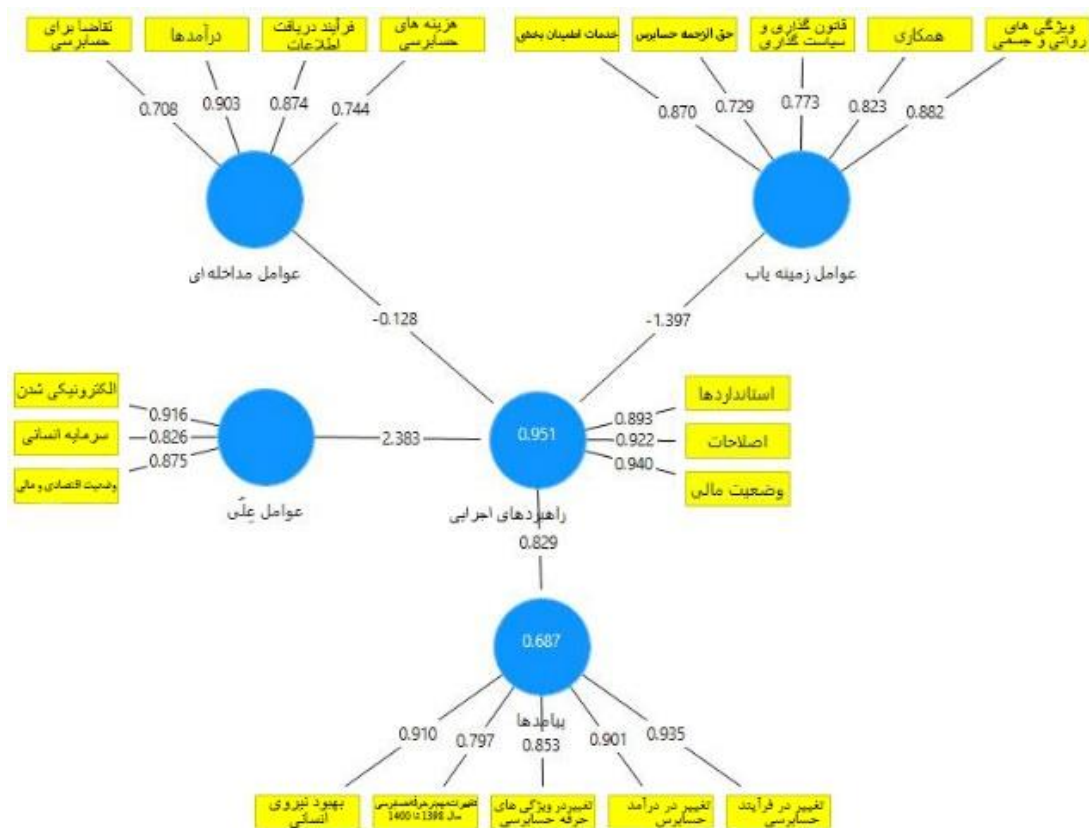 ویژگی های
روانی و جسمی
همکاری
قانون گذاری و
سیاست گذاری
حق الزحمه حسابرس
خدمات اطمینان بخشی
هزینه های
حسابرسی
فرآیند دریافت
اطلاعات
درآمدها
تقاضا برای
حسابرسی
0.882
0.823
0.773
0.729
0.870
0.744
0.874
0.903
0.708
عوامل زمینه یاب
عوامل مداخله ای
-1.397
-0.128
استانداردها
اصلاحات
وضعیت مالی
0.893
0.922
0.940
0.951
راهبردهای اجرایی
2.383
الکترونیکی شدن
سرمایه انسانی
وضعیت اقتصادی و مالی
0.916
0.826
0.875
عوامل عِلّی
0.829
0.687
پیامدها
0.935
0.901
0.853
0.797
0.910
تغییر در فرآیند
حسابرسی
تغییر در درآمد
حسابرس
تغییردر ویژگی های
حرفه حسابرسی
سال 1398 تا 1400
بهبود نیروی
انسانی